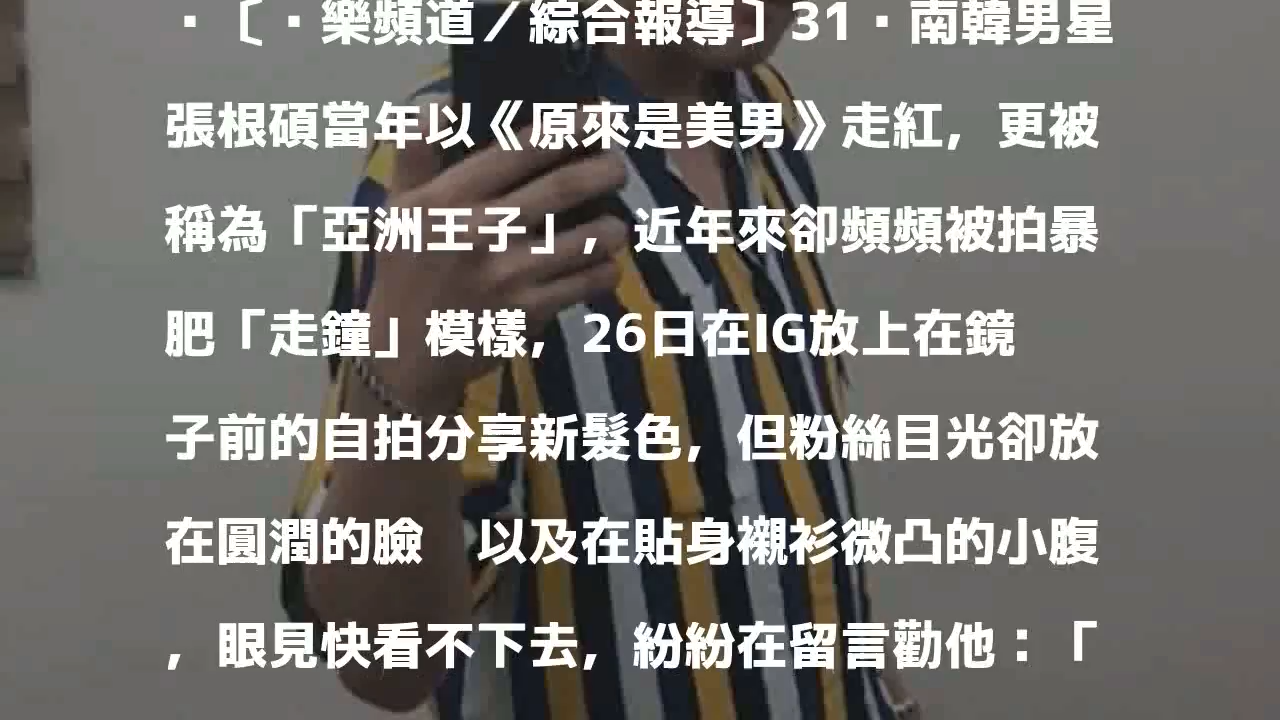 ·〔·樂頻道／綜合報導〕31·南韓男星
張根碩當年以《原來是美男》走紅，更被
稱為「亞洲王子」，近年來卻頻頻被拍暴
肥「走鐘」模樣，26日在IG放上在鏡
子前的自拍分享新髮色，但粉絲目光卻放
在圓潤的臉　以及在貼身襯衫微凸的小腹
，眼見快看不下去，紛紛在留言勸他：「